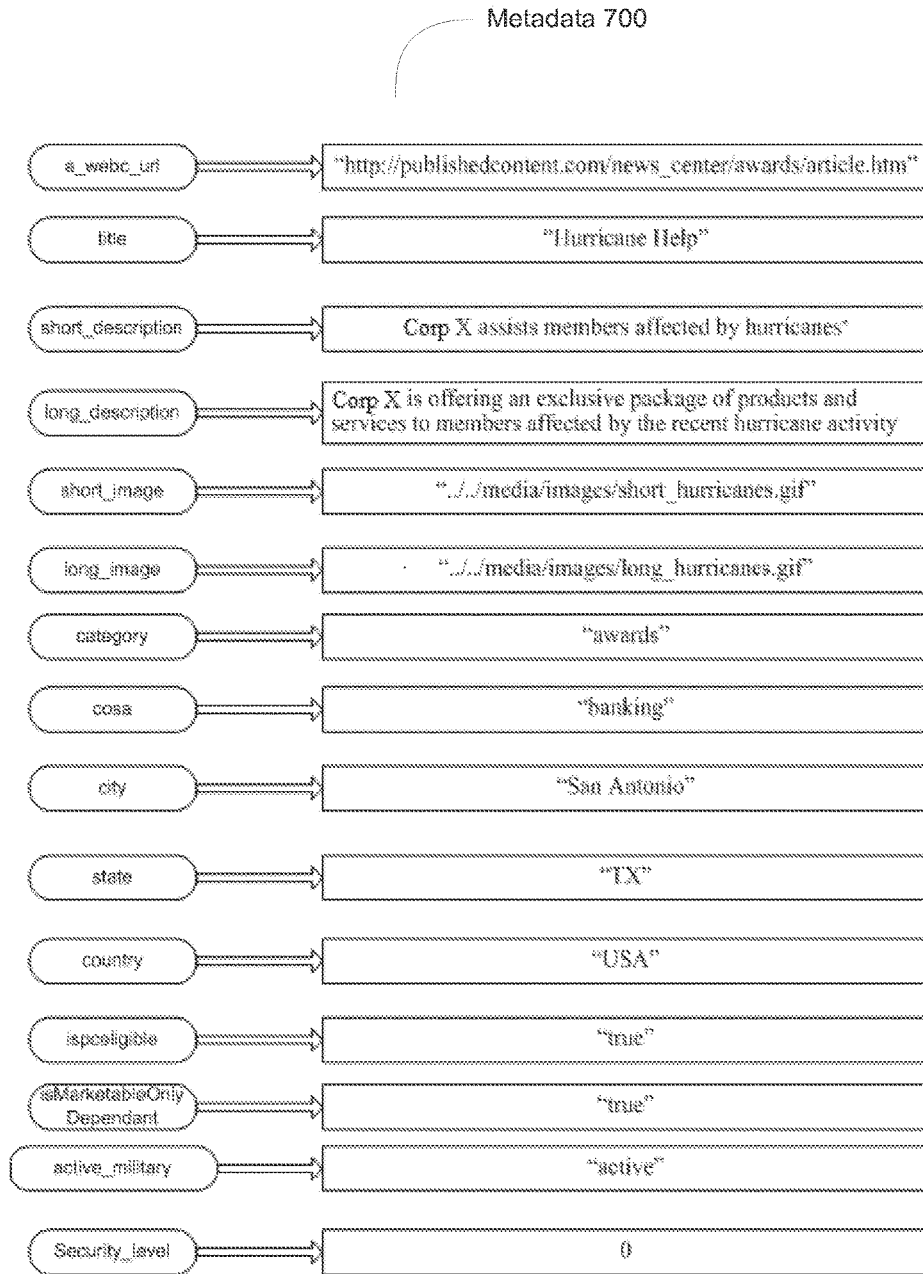 Metadata 700
a_webc_url "http://publishedcontent.com/news_center/awards/article.htm"
title "Hurricane Help"
short_description Corp X assists members affected by hurricanes"
long_description Corp X is offering an exclusive package of products and
services to members affected by the recent hurricane activity
short_image "../../media/images/short_hurricanes.gif"
long_image "../../media/images/long_hurricanes.gif"
category "awards"
cosa "banking"
city "San Antonio"
state "TX"
country "USA"
ispceligible "true"
isMarketableOnly
Dependant "true"
active_military "active"
Security_level 0